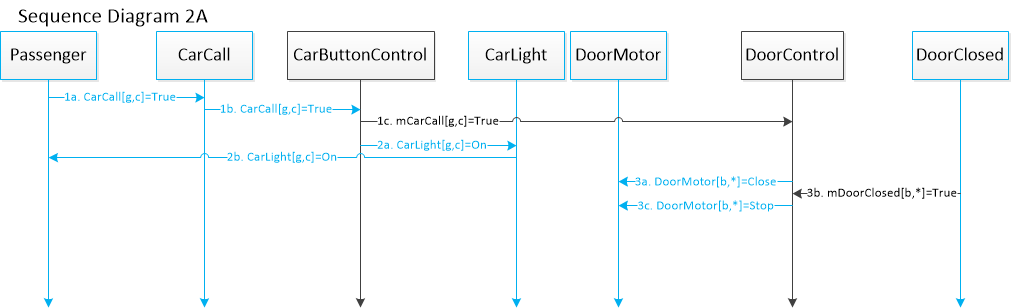 Sequence Diagram 2A
Passenger
CarCall
CarButtonControl
CarLight
DoorMotor
DoorControl
DoorClosed
1a. CarCall[g,c]=True
1b. CarCall[g,c]=True
1c. mCarCall[g,c]=True
2a. CarLight[g,c]=On
2b. CarLight[g,c]=On
3a. DoorMotor[b,*]=Close
3b. mDoorClosed[b,*]=True
3c. DoorMotor[b,*]=Stop